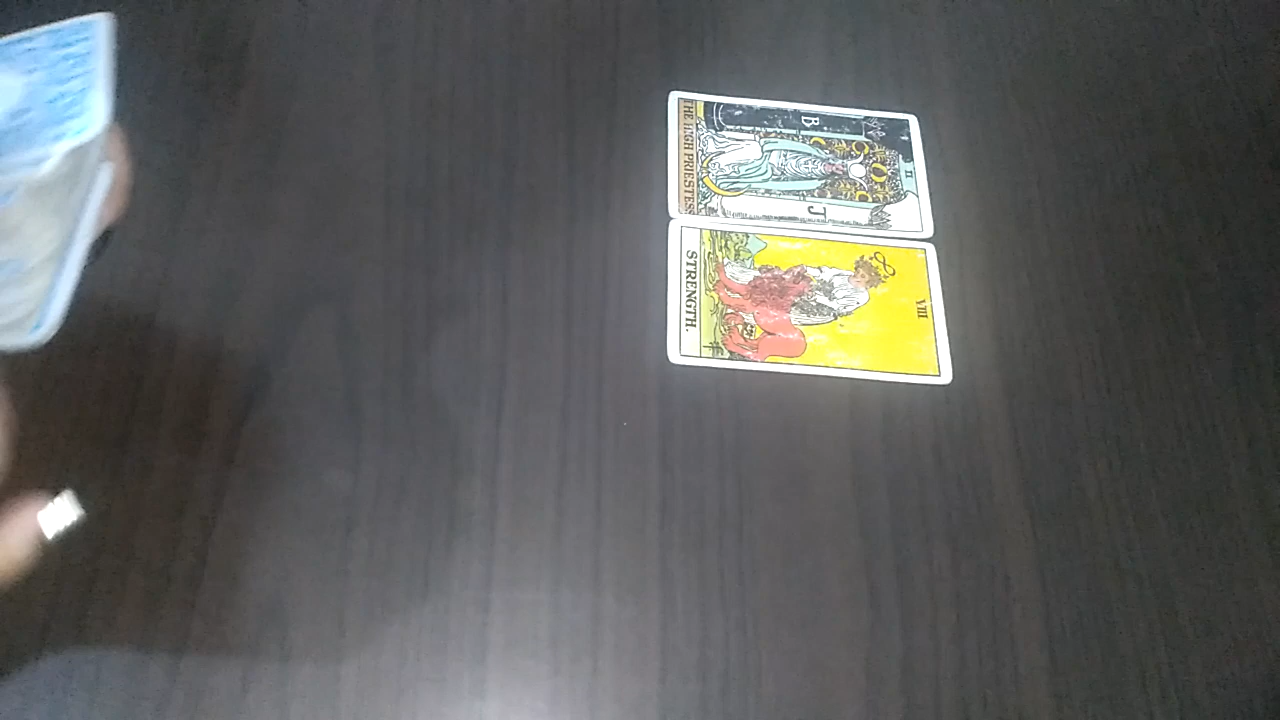 II
B J
THE HIGH PRIESTESS
VIII
STRENGTH.